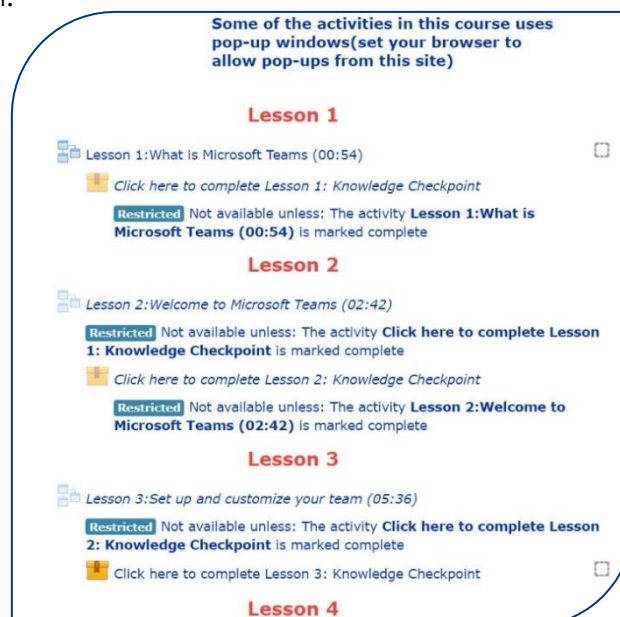 Some of the activities in this course uses
pop-up windows(set your browser to
allow pop-ups from this site)
Lesson 1
Lesson 1:What is Microsoft Teams (00:54)
Click here to complete Lesson 1: Knowledge Checkpoint
Restricted Not available unless: The activity Lesson 1:What is
Microsoft Teams (00:54) is marked complete
Lesson 2
Lesson 2:Welcome to Microsoft Teams (02:42)
Restricted Not available unless: The activity Click here to complete Lesson
1: Knowledge Checkpoint is marked complete
Click here to complete Lesson 2: Knowledge Checkpoint
Restricted Not available unless: The activity Lesson 2:Welcome to
Microsoft Teams (02:42) is marked complete
Lesson 3
Lesson 3:Set up and customize your team (05:36)
Restricted Not available unless: The activity Click here to complete Lesson
2: Knowledge Checkpoint is marked complete
Click here to complete Lesson 3: Knowledge Checkpoint
Lesson 4